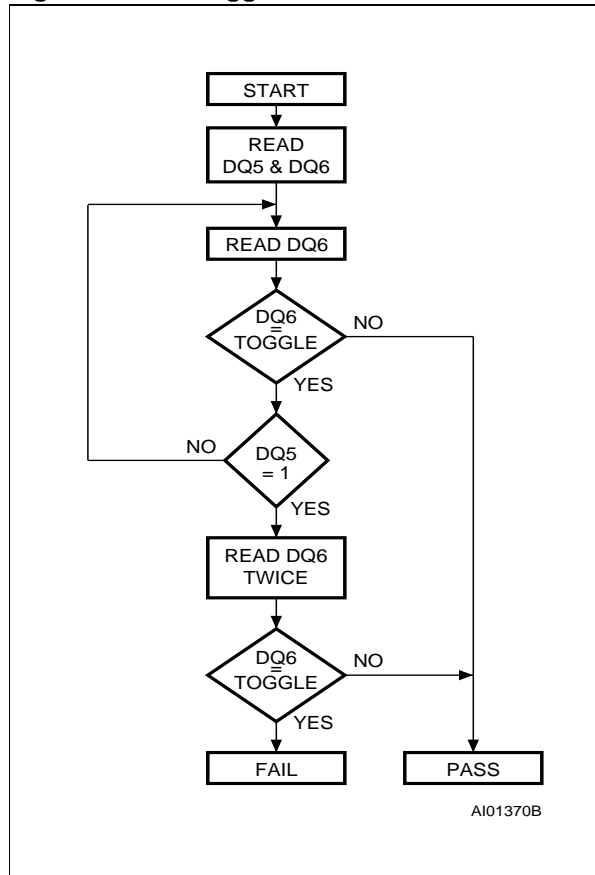 START
READ
DQ5 & DQ6
READ DQ6
DQ6
=
TOGGLE
NO
YES
NO
DQ5
= 1
YES
READ DQ6
TWICE
DQ6
=
TOGGLE
NO
YES
FAIL
PASS
AI01370B